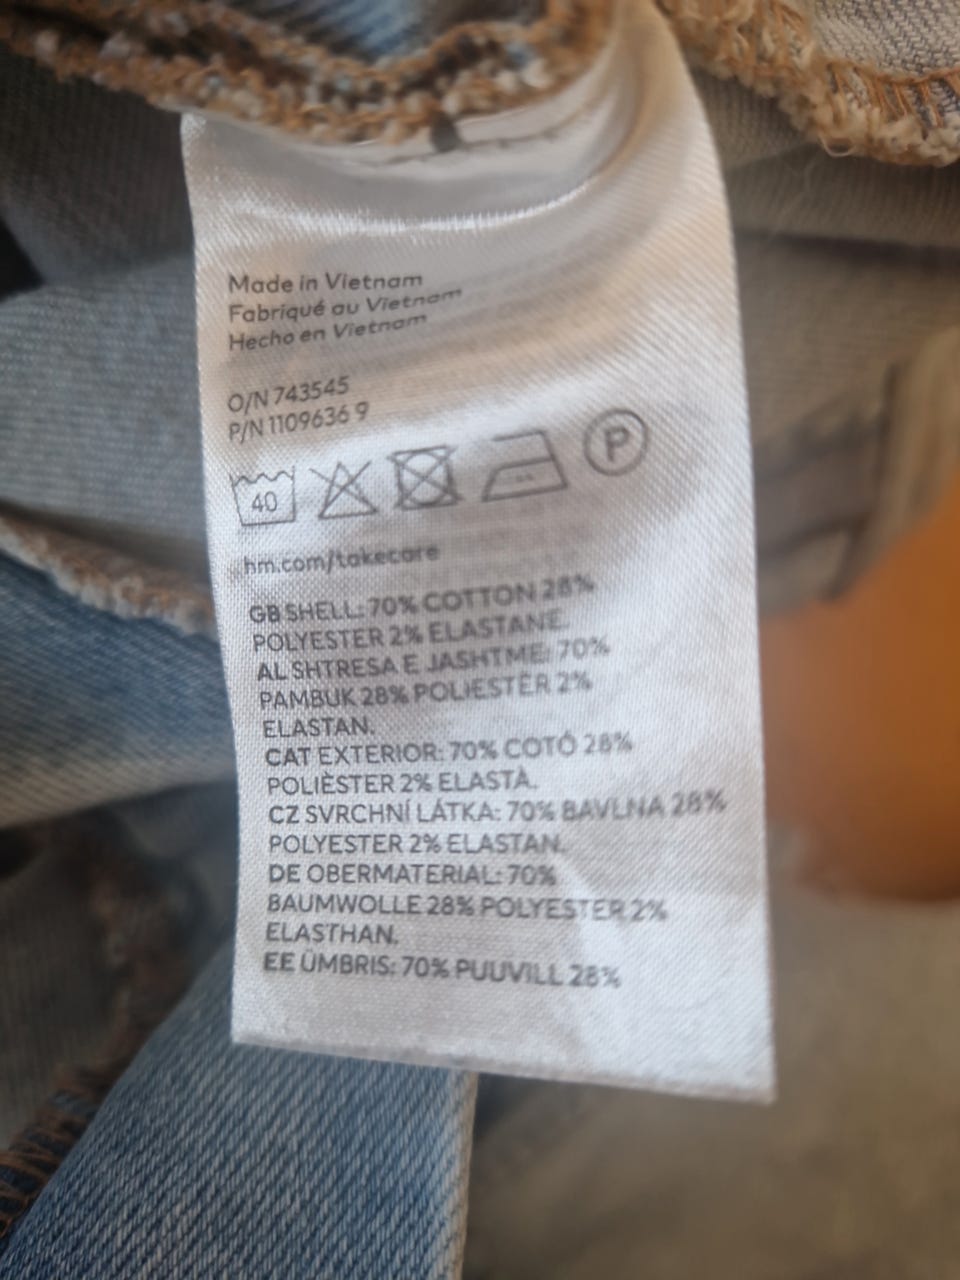 Made in Vietnam
Fabriqué au Vietnam
Hecho en Vietnam
O/N 743545
P/N 1109636 9
40
P
hm.com/takecare
GB SHELL: 70% COTTON 28%
POLYESTER 2% ELASTANE.
AL SHTRESA E JASHTME: 70%
PAMBUK 28% POLIESTËR 2%
ELASTAN.
CAT EXTERIOR: 70% COTÓ 28%
POLIÈSTER 2% ELASTÀ.
CZ SVRCHNÍ LÁTKA: 70% BAVLNA 28%
POLYESTER 2% ELASTAN.
DE OBERMATERIAL: 70%
BAUMWOLLE 28% POLYESTER 2%
ELASTHAN.
EE ÜMBRIS: 70% PUUVILL 28%